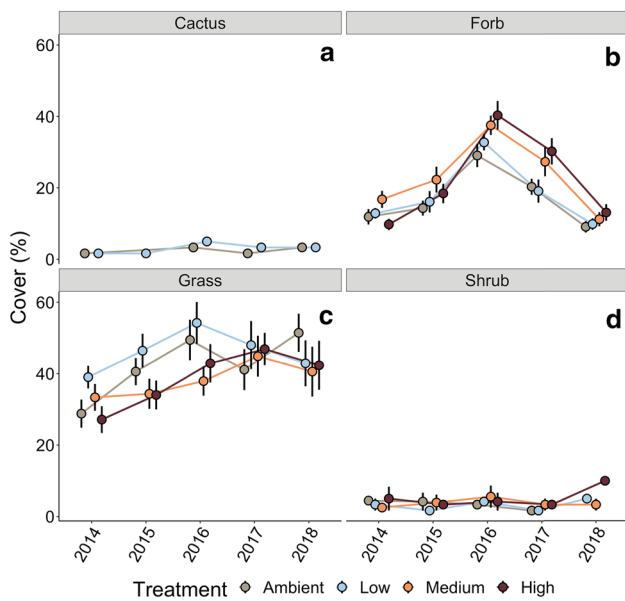 Cactus
Forb
a
b
60
40
20
0
Cover (%)
Grass
Shrub
c
d
60
40
20
0
2014 2015 2016 2017 2018
2014 2015 2016 2017 2018
Treatment Ambient Low Medium High